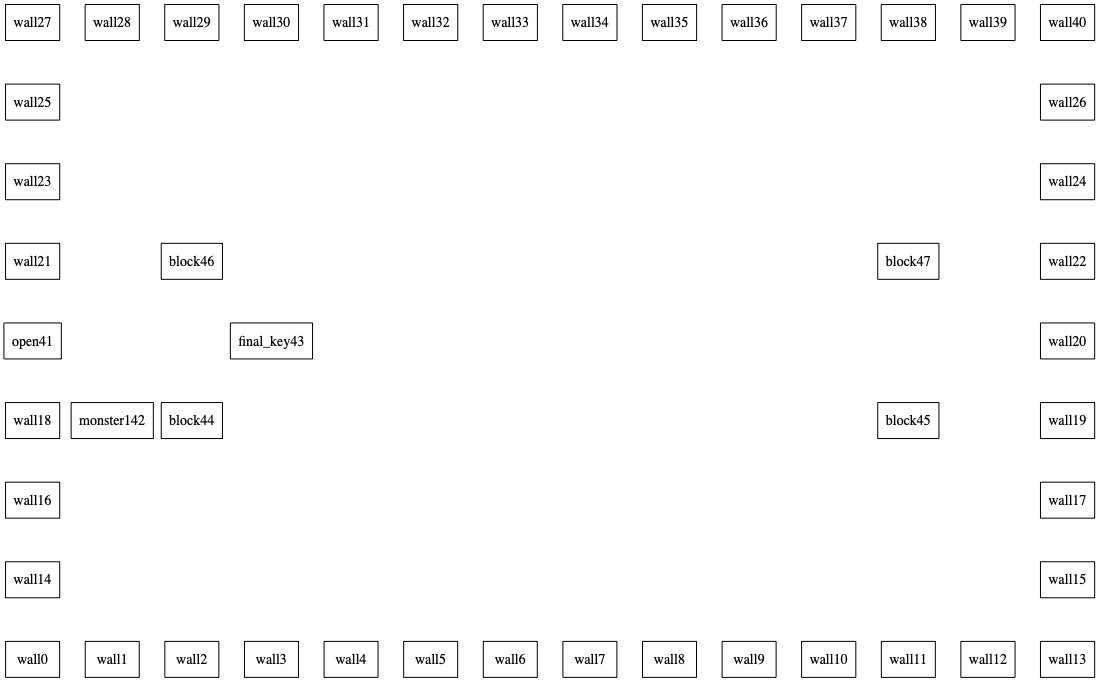 wall27 wall28 wall29 wall30 wall31 wall32 wall33 wall34 wall35 wall36 wall37 wall38 wall39 wall40
wall25 wall26
wall23 wall24
wall21 block46 block47 wall22
open41 final_key43 wall20
wall18 monster142 block44 block45 wall19
wall16 wall17
wall14 wall15
wall0 wall1 wall2 wall3 wall4 wall5 wall6 wall7 wall8 wall9 wall10 wall11 wall12 wall13